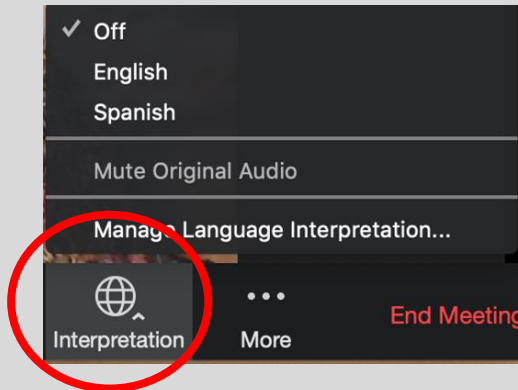 Off
English
Spanish
Mute Original Audio
Manage Language Interpretation...
Interpretation
More
End Meeting